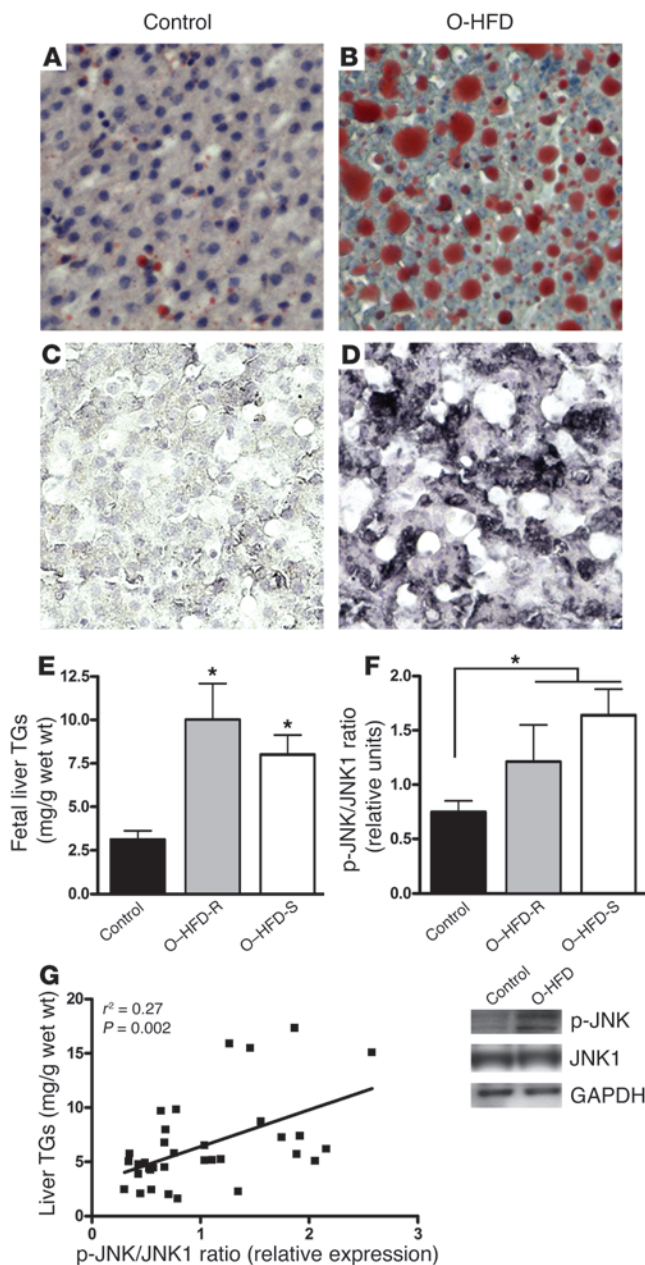 Control
O-HFD
A
B
C
D
E
Fetal liver TGs
(mg/g wet wt)
12.5
10.0
7.5
5.0
2.5
0.0
*
*
Control
O–HFD-R
O–HFD-S
F
p-JNK/JNK1 ratio
(relative units)
2.0
1.5
1.0
0.5
0.0
*
Control
O–HFD-R
O–HFD-S
G
Liver TGs (mg/g wet wt)
20
15
10
5
0
r² = 0.27
P = 0.002
0
1
2
3
p-JNK/JNK1 ratio (relative expression)
Control
O-HFD
p-JNK
JNK1
GAPDH